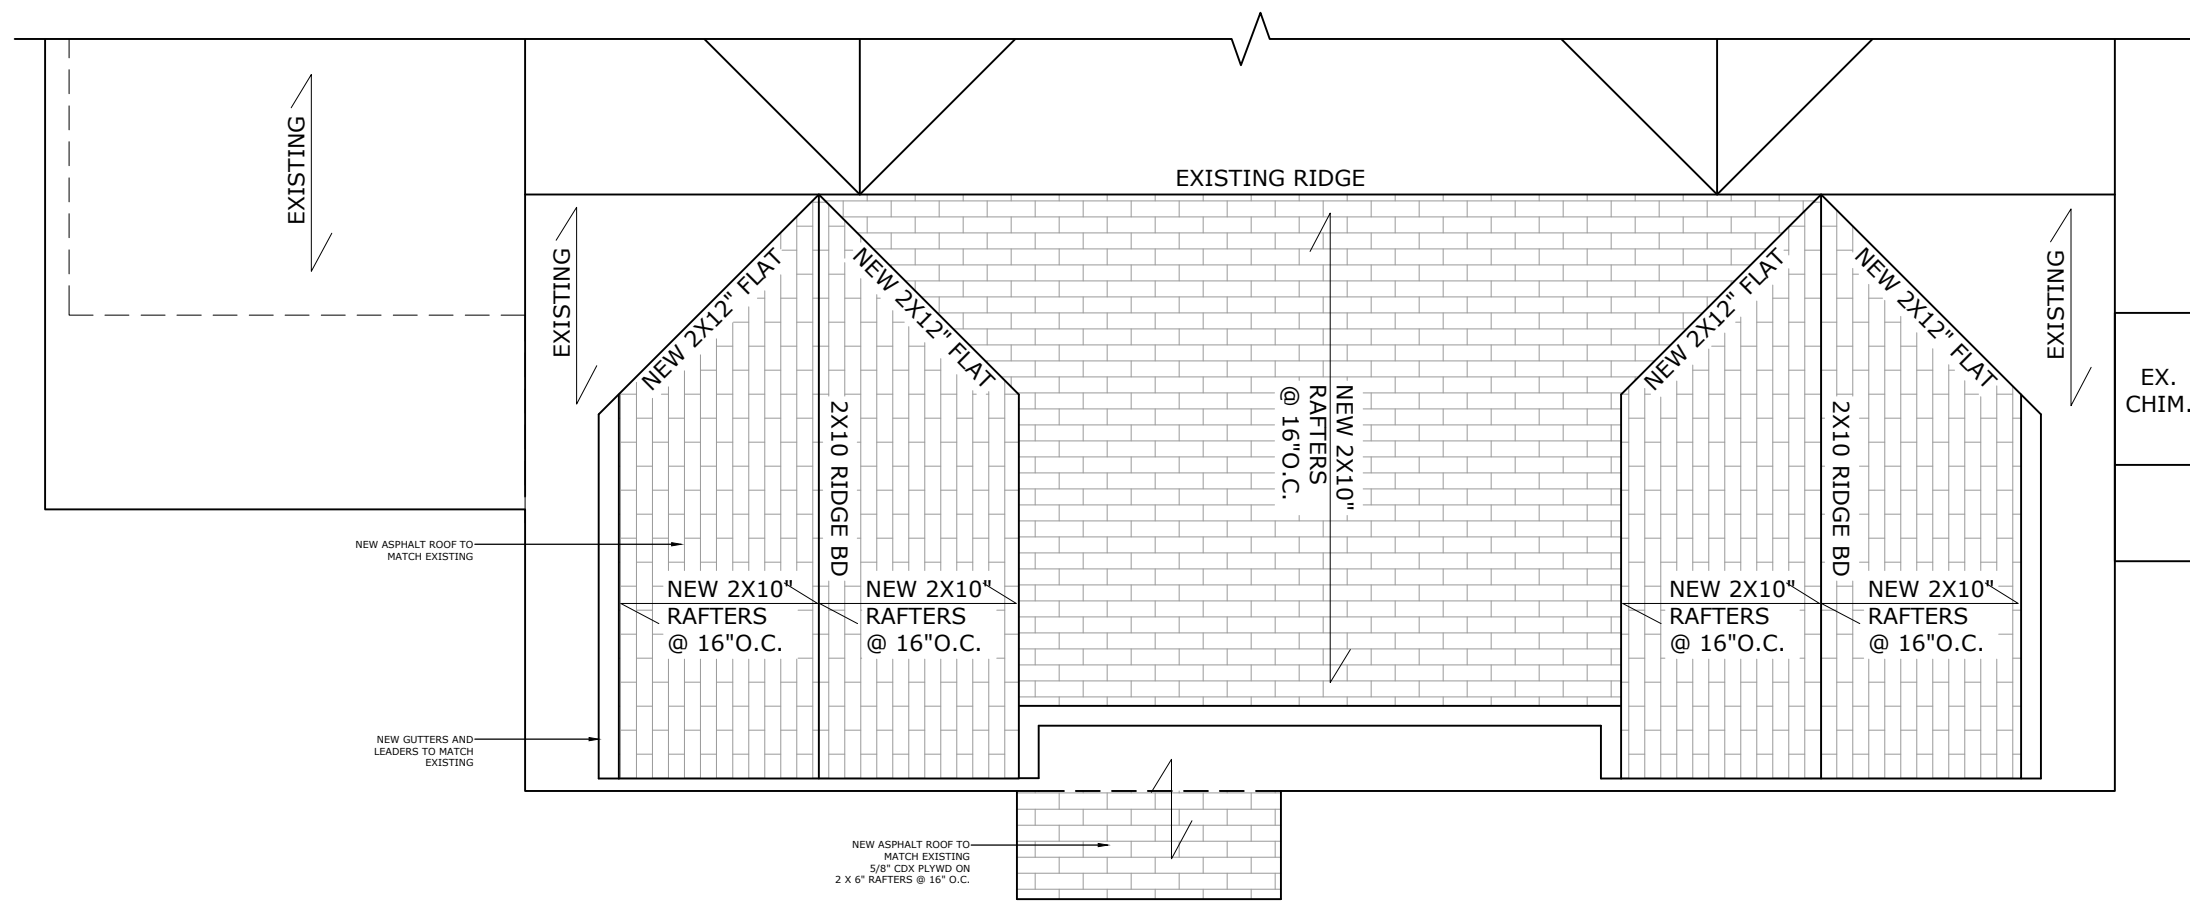 EXISTING
EXISTING
EXISTING RIDGE
EXISTING
EX.
CHIM.
NEW 2X12" FLAT
NEW 2X12" FLAT
NEW 2X12" FLAT
NEW 2X12" FLAT
2X10 RIDGE BD
NEW 2X10"
RAFTERS
@ 16"O.C.
2X10 RIDGE BD
NEW ASPHALT ROOF TO
MATCH EXISTING
NEW 2X10"
RAFTERS
@ 16"O.C.
NEW 2X10"
RAFTERS
@ 16"O.C.
NEW 2X10"
RAFTERS
@ 16"O.C.
NEW 2X10"
RAFTERS
@ 16"O.C.
NEW GUTTERS AND
LEADERS TO MATCH
EXISTING
NEW ASPHALT ROOF TO
MATCH EXISTING
5/8" CDX PLYWD ON
2 X 6" RAFTERS @ 16" O.C.